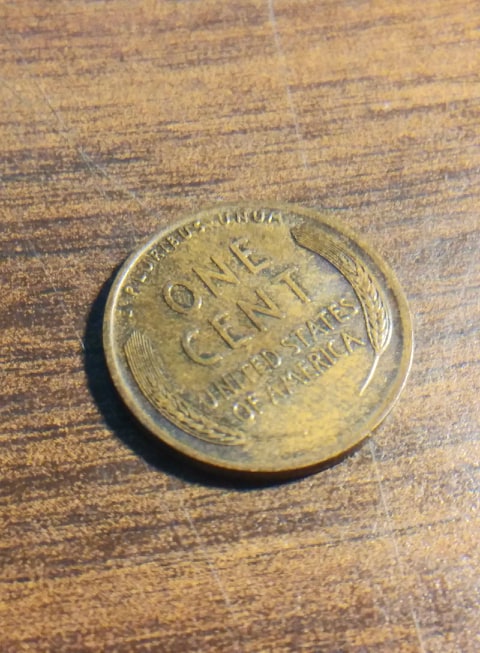 E PLURIBUS UNUM
ONE
CENT
UNITED STATES
OF AMERICA